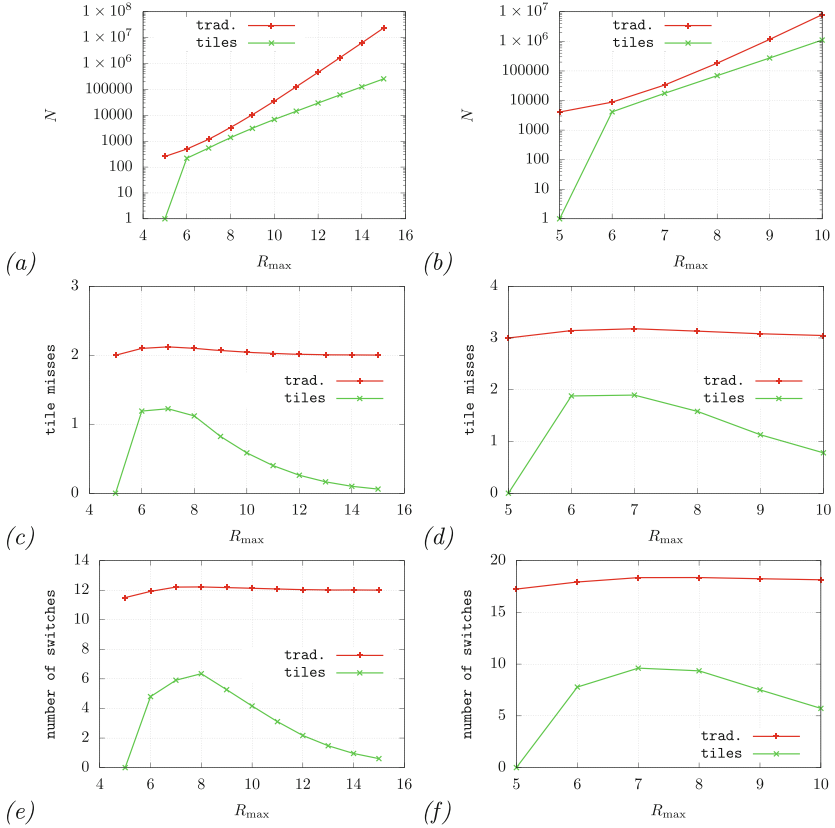 1 × 10^8
1 × 10^7
1 × 10^6
100000
10000
1000
100
10
1
N
trad.
tiles
4 6 8 10 12 14 16
R_max
(a)
1 × 10^7
1 × 10^6
100000
10000
1000
100
10
1
N
trad.
tiles
5 6 7 8 9 10
R_max
(b)
3
2
1
0
tile misses
trad.
tiles
4 6 8 10 12 14 16
R_max
(c)
4
3
2
1
0
tile misses
trad.
tiles
5 6 7 8 9 10
R_max
(d)
14
12
10
8
6
4
2
0
number of switches
trad.
tiles
4 6 8 10 12 14 16
R_max
(e)
20
15
10
5
0
number of switches
trad.
tiles
5 6 7 8 9 10
R_max
(f)